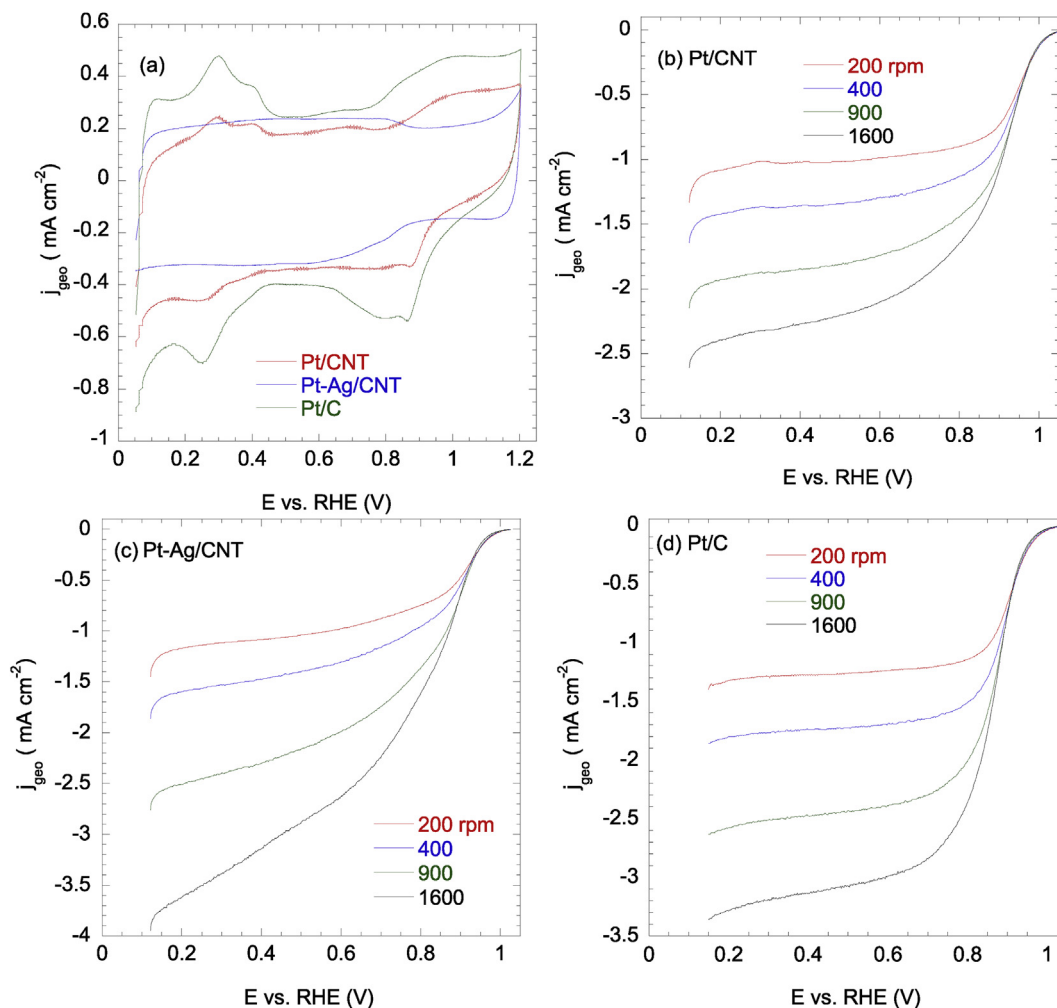 (a)
0.6
0.4
0.2
0
-0.2
-0.4
-0.6
-0.8
-1
j_geo ( mA cm⁻²)
Pt/CNT
Pt-Ag/CNT
Pt/C
0 0.2 0.4 0.6 0.8 1 1.2
E vs. RHE (V)
(b) Pt/CNT
200 rpm
400
900
1600
0
-0.5
-1
-1.5
-2
-2.5
-3
j_geo ( mA cm⁻²)
0 0.2 0.4 0.6 0.8 1
E vs. RHE (V)
(c) Pt-Ag/CNT
0
-0.5
-1
-1.5
-2
-2.5
-3
-3.5
-4
j_geo ( mA cm⁻²)
200 rpm
400
900
1600
0 0.2 0.4 0.6 0.8 1
E vs. RHE (V)
(d) Pt/C
200 rpm
400
900
1600
0
-0.5
-1
-1.5
-2
-2.5
-3
-3.5
j_geo ( mA cm⁻²)
0 0.2 0.4 0.6 0.8 1
E vs. RHE (V)